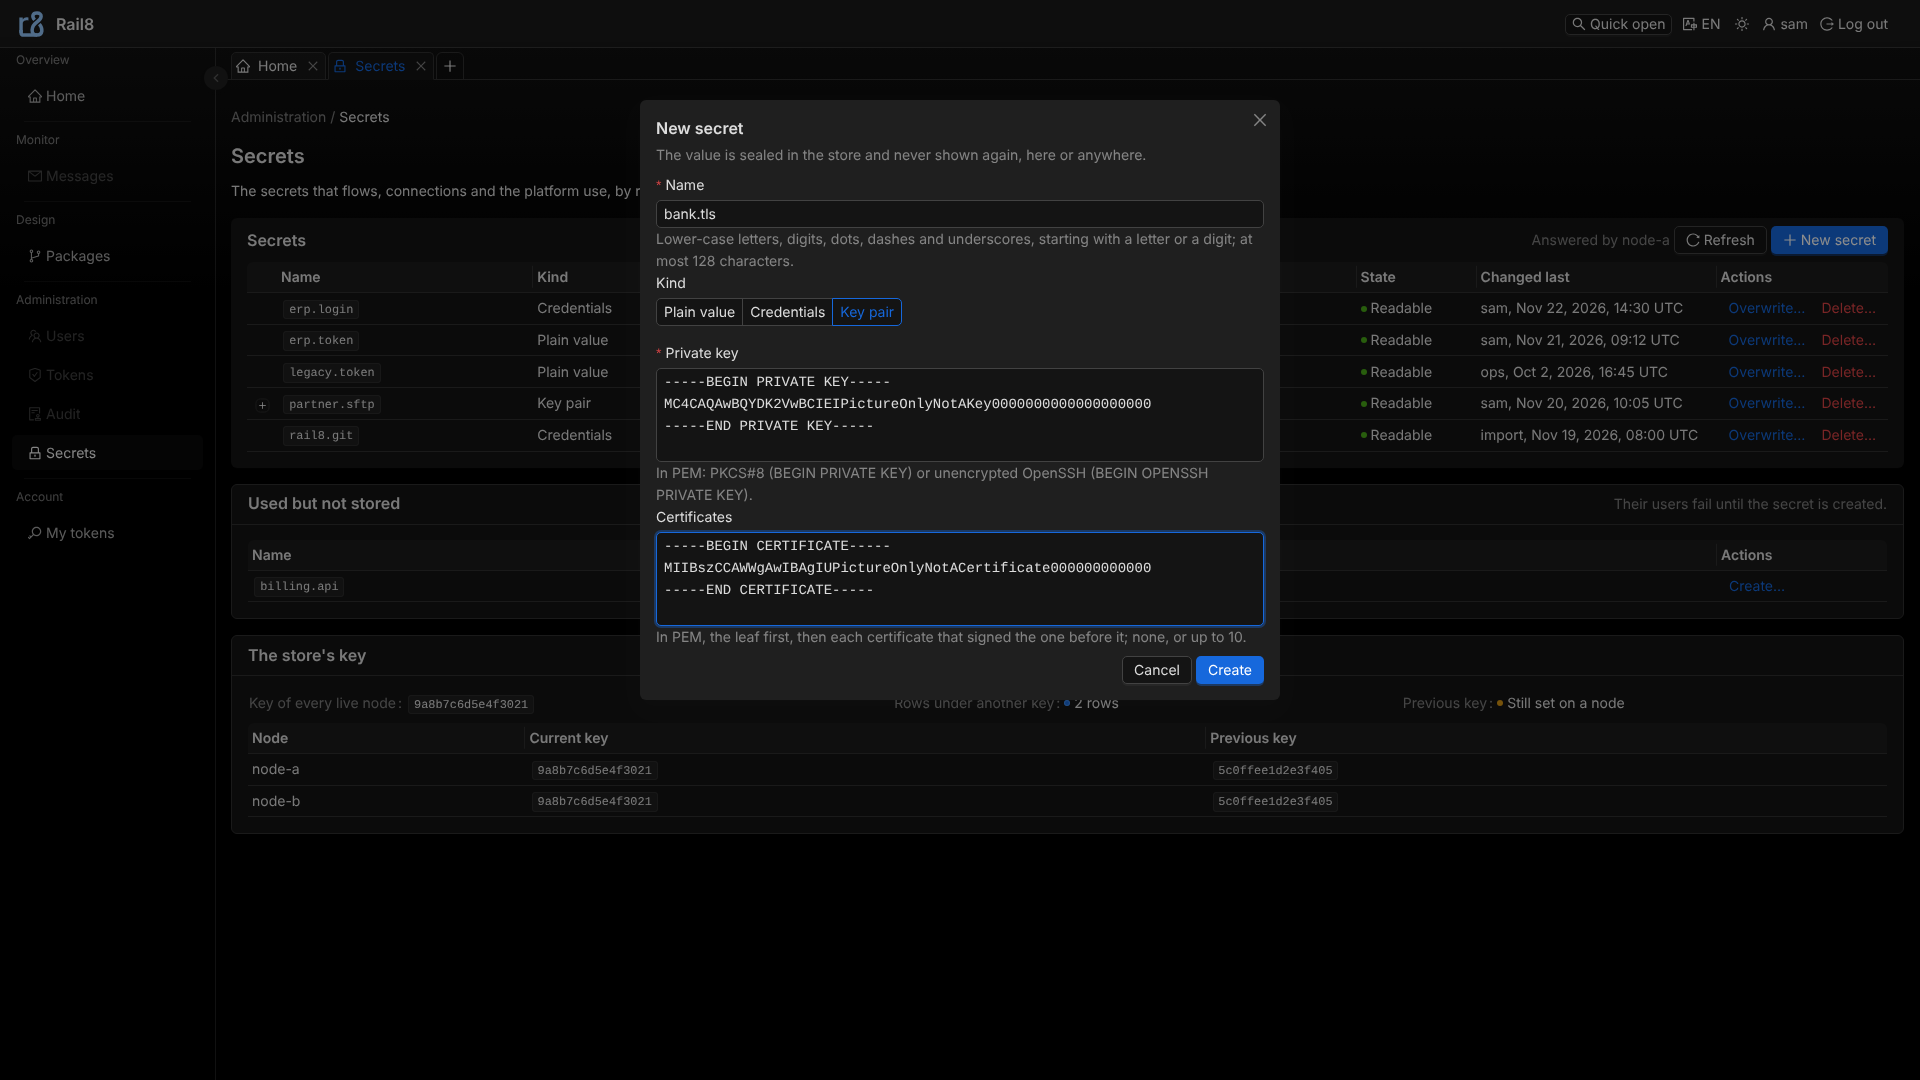 r8 Rail8
Quick open
EN
sam
Log out
Overview
Home
Monitor
Messages
Design
Packages
Administration
Users
Tokens
Audit
Secrets
Account
My tokens
Home
Secrets
Administration / Secrets
Secrets
The secrets that flows, connections and the platform use, by
Secrets
Answered by node-a
Refresh
New secret
Name Kind State Changed last Actions
erp.login Credentials Readable sam, Nov 22, 2026, 14:30 UTC Overwrite... Delete...
erp.token Plain value Readable sam, Nov 21, 2026, 09:12 UTC Overwrite... Delete...
legacy.token Plain value Readable ops, Oct 2, 2026, 16:45 UTC Overwrite... Delete...
partner.sftp Key pair Readable sam, Nov 20, 2026, 10:05 UTC Overwrite... Delete...
rail8.git Credentials Readable import, Nov 19, 2026, 08:00 UTC Overwrite... Delete...
Used but not stored
Their users fail until the secret is created.
Name Actions
billing.api Create...
The store's key
Key of every live node: 9a8b7c6d5e4f3021
Rows under another key: 2 rows
Previous key: Still set on a node
Node Current key Previous key
node-a 9a8b7c6d5e4f3021 5c0ffee1d2e3f405
node-b 9a8b7c6d5e4f3021 5c0ffee1d2e3f405
New secret
The value is sealed in the store and never shown again, here or anywhere.
* Name
bank.tls
Lower-case letters, digits, dots, dashes and underscores, starting with a letter or a digit; at
most 128 characters.
Kind
Plain value Credentials Key pair
* Private key
-----BEGIN PRIVATE KEY-----
MC4CAQAwBQYDK2VwBCIEIPictureOnlyNotAKey0000000000000000000
-----END PRIVATE KEY-----
In PEM: PKCS#8 (BEGIN PRIVATE KEY) or unencrypted OpenSSH (BEGIN OPENSSH
PRIVATE KEY).
Certificates
-----BEGIN CERTIFICATE-----
MIIBszCCAWWgAwIBAgIUPictureOnlyNotACertificate000000000000
-----END CERTIFICATE-----
In PEM, the leaf first, then each certificate that signed the one before it; none, or up to 10.
Cancel
Create